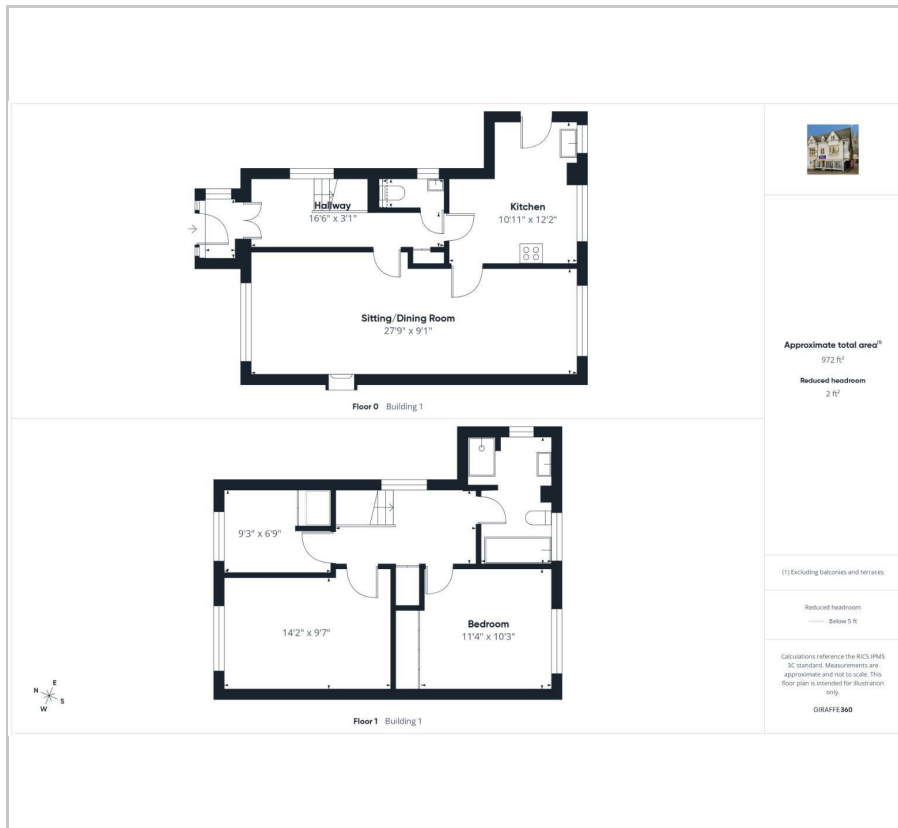 Hallway
16'6" x 3'1"
Kitchen
10'11" x 12'2"
Sitting/Dining Room
27'9" x 9'1"
Floor 0 Building 1
9'3" x 6'9"
14'2" x 9'7"
Bedroom
11'4" x 10'3"
N E S W
Floor 1 Building 1
Approximate total area(1)
972 ft²
Reduced headroom
2 ft²
(1) Excluding balconies and terraces
Reduced headroom
Below 5 ft
Calculations reference the RICS IPMS
3C standard. Measurements are
approximate and not to scale. This
floor plan is intended for illustration
only.
GIRAFFE360